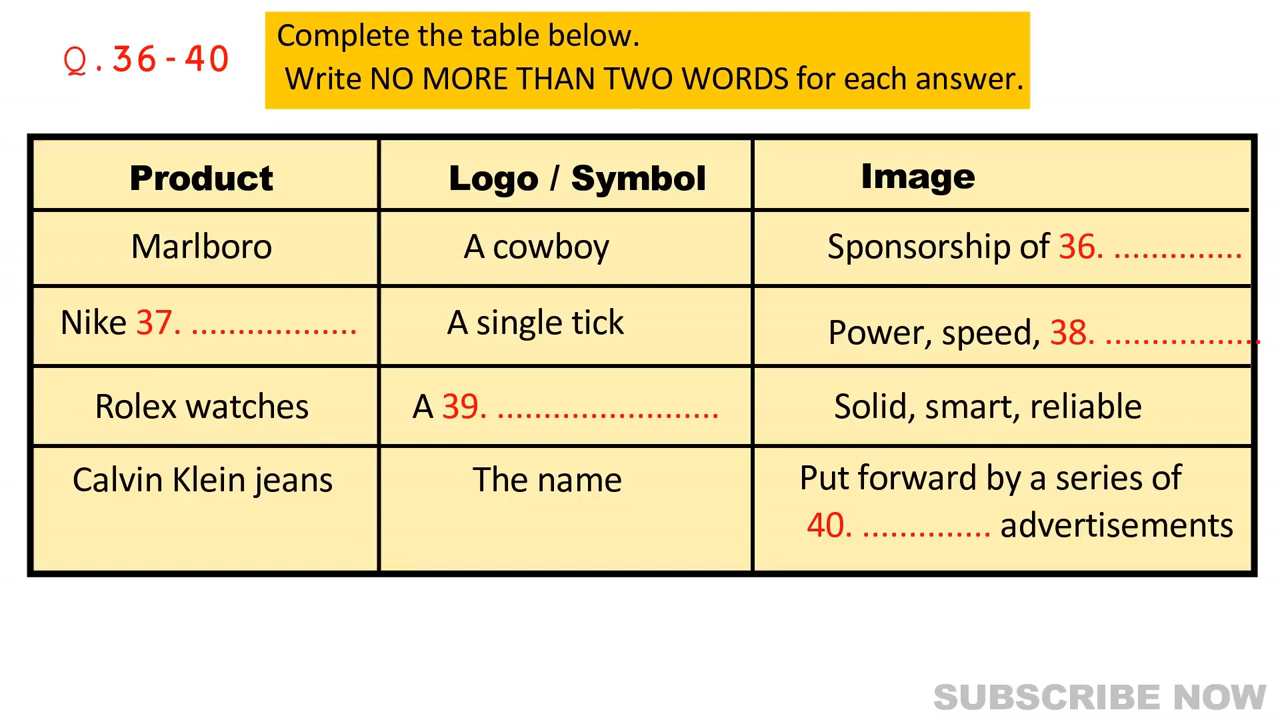 Q.36-40
Complete the table below.
Write NO MORE THAN TWO WORDS for each answer.
Product Logo / Symbol Image
Marlboro A cowboy Sponsorship of 36. ..............
Nike 37. .................. A single tick Power, speed, 38. .................
Rolex watches A 39. ........................ Solid, smart, reliable
Calvin Klein jeans The name Put forward by a series of
40. .............. advertisements
SUBSCRIBE NOW